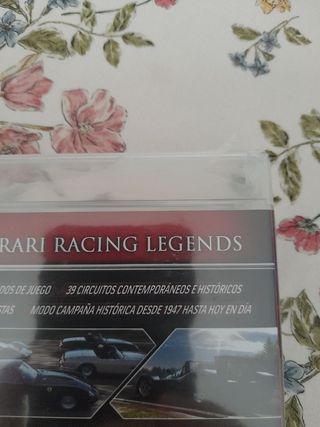 RARI RACING LEGENDS
DOS DE JUEGO 39 CIRCUITOS CONTEMPORÁNEOS E HISTÓRICOS
STAS MODO CAMPAÑA HISTÓRICA DESDE 1947 HASTA HOY EN DÍA